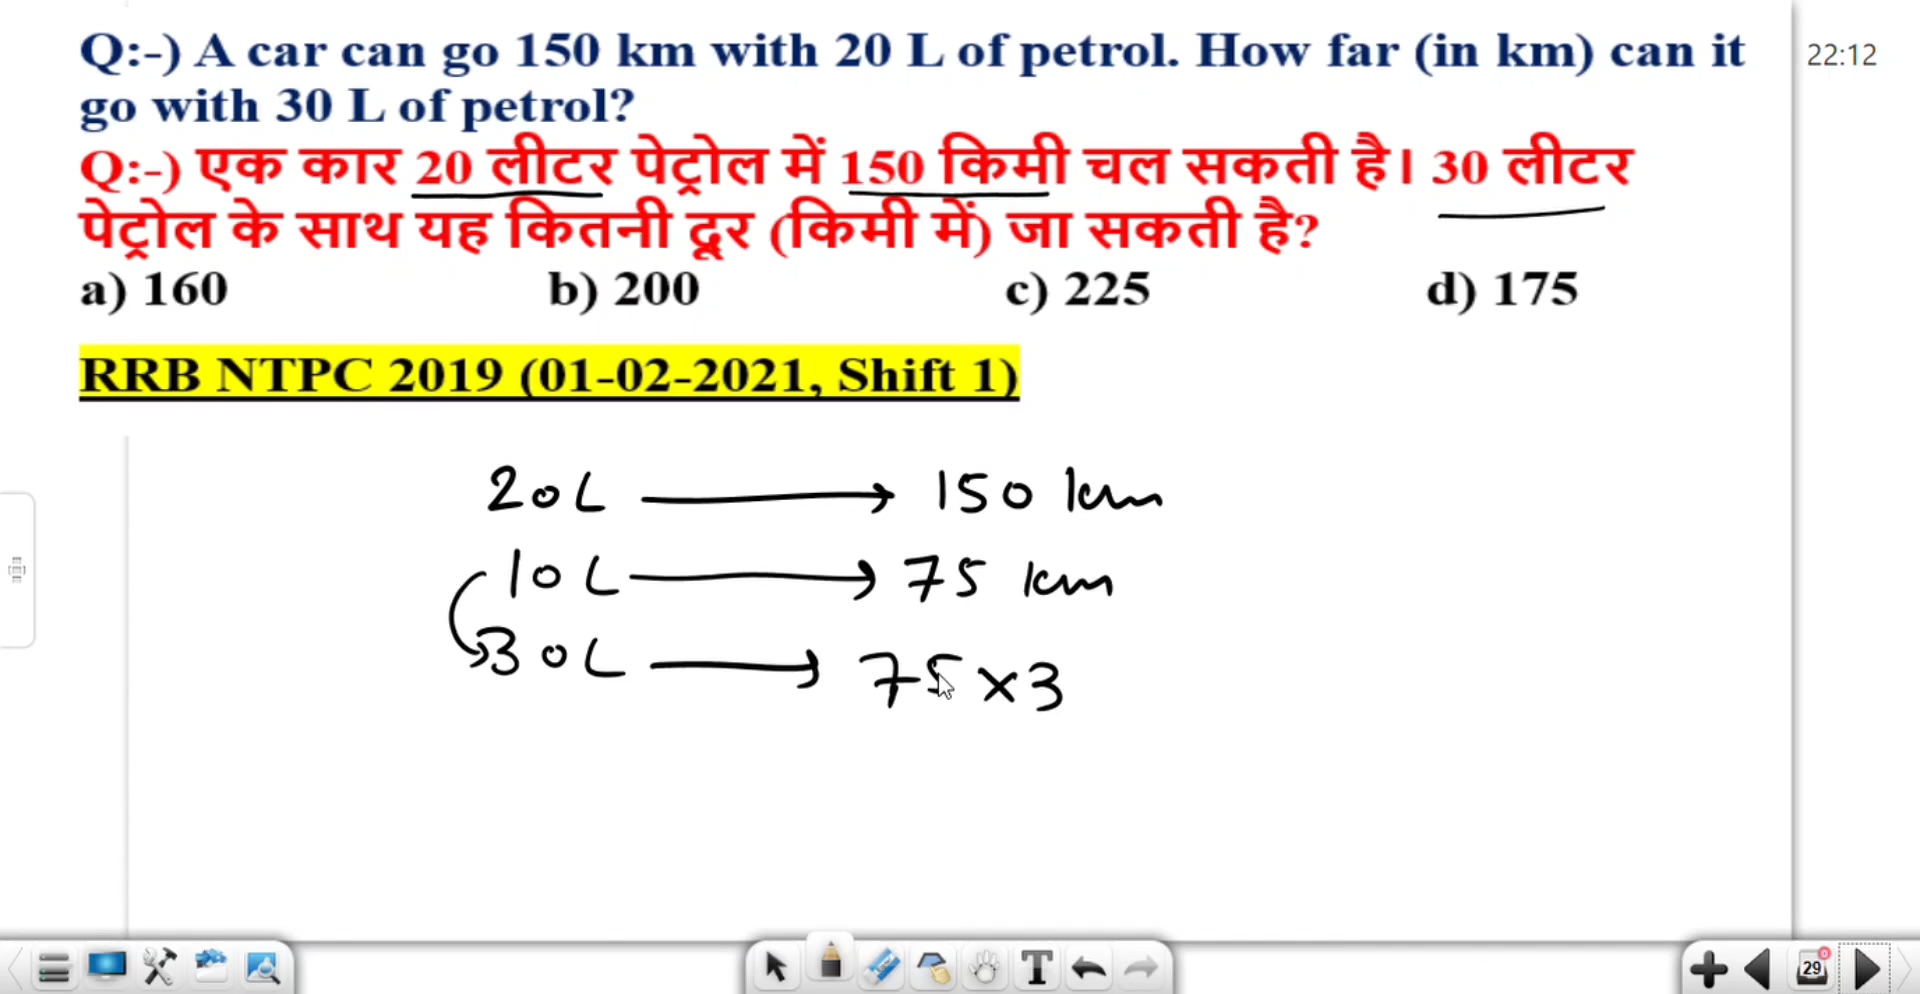 Q:-) A car can go 150 km with 20 L of petrol. How far (in km) can it
go with 30 L of petrol?
Q:-) एक कार 20 लीटर पेट्रोल में 150 किमी चल सकती है। 30 लीटर
पेट्रोल के साथ यह कितनी दूर (किमी में) जा सकती है?
a) 160 b) 200 c) 225 d) 175
RRB NTPC 2019 (01-02-2021, Shift 1)
20L → 150 km
10L → 75 km
30L → 75×3
22:12
T
29
0